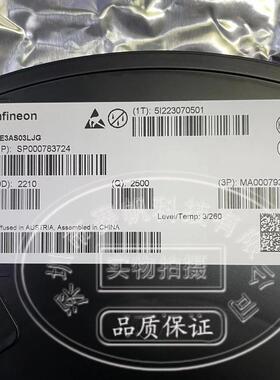 nfineon
(1T): 5I223070501
E3AS03LJG
P): SP000783724
9D): 2210
(Q): 2500
(3P): MA00079
Level/Temp: 3/260
fused in AUSTRIA, Assembled in CHINA
实物拍摄
品质保证